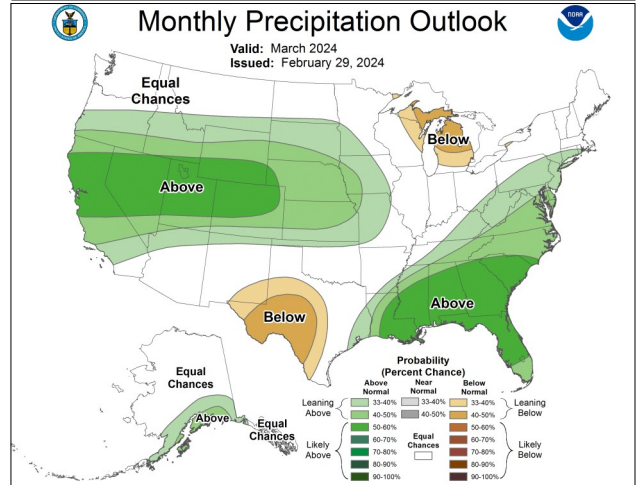 Monthly Precipitation Outlook
Valid: March 2024
Issued: February 29, 2024
NOAA
Equal
Chances
Above
Below
Below
Above
Equal
Chances
Above
Equal
Chances
Probability
(Percent Chance)
Above
Normal
Near
Normal
Below
Normal
Leaning
Above
33-40%
40-50%
33-40%
40-50%
33-40%
40-50%
Leaning
Below
Likely
Above
50-60%
60-70%
70-80%
80-90%
90-100%
Equal
Chances
50-60%
60-70%
70-80%
80-90%
90-100%
Likely
Below